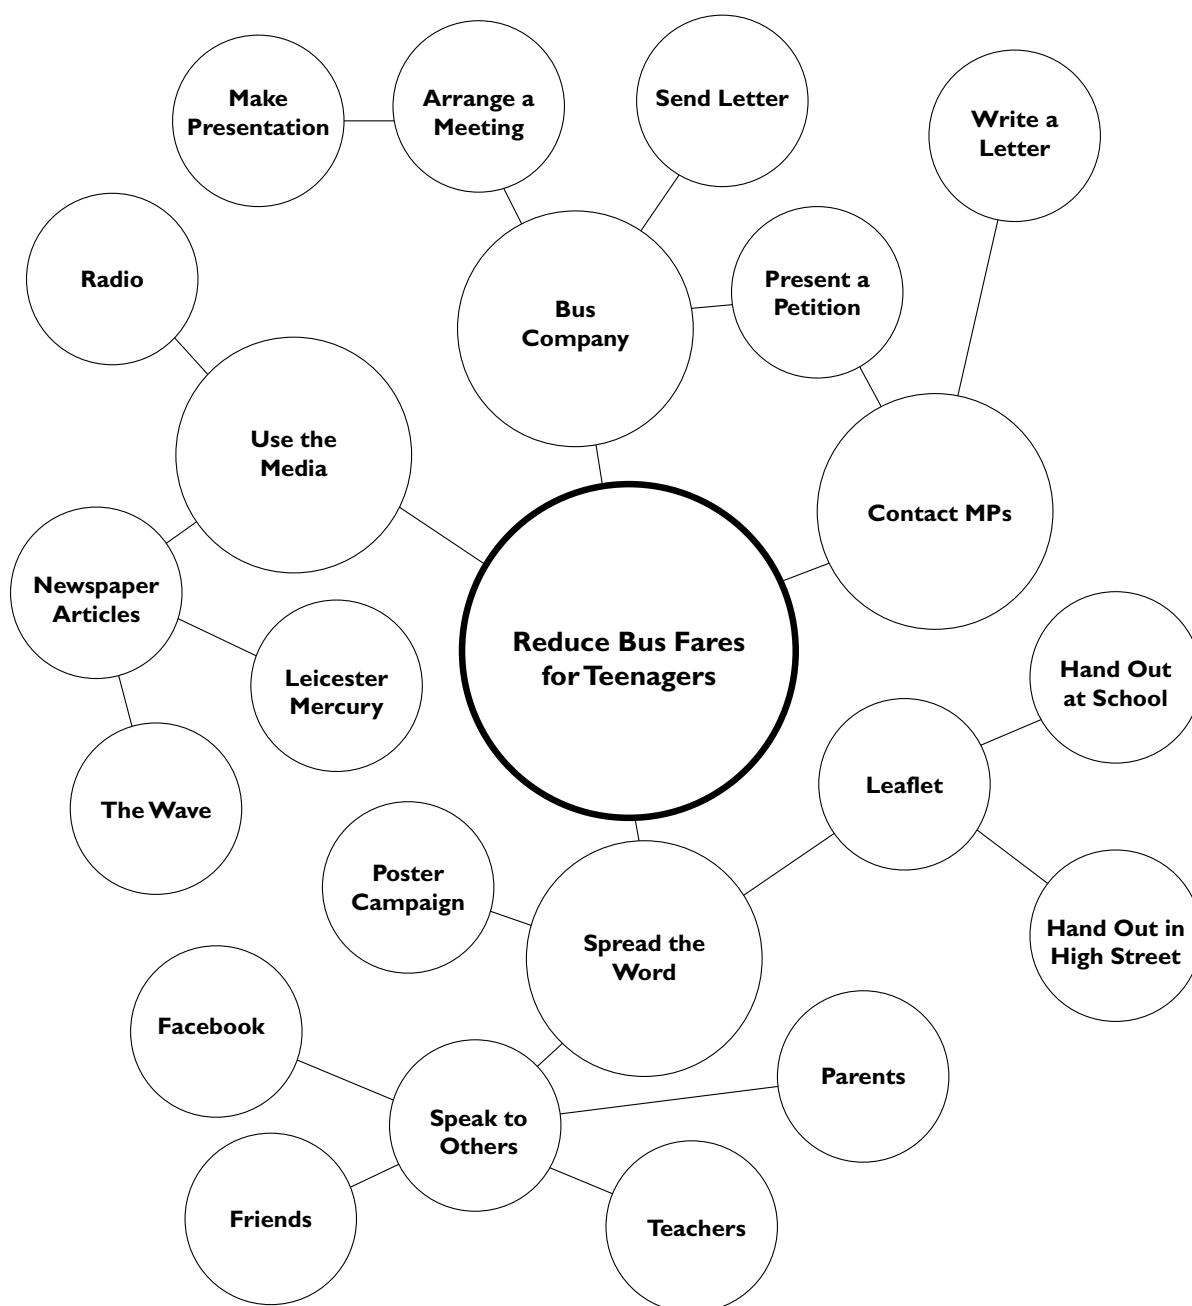 Make
Presentation
Arrange a
Meeting
Send Letter
Write a
Letter
Radio
Bus
Company
Present a
Petition
Use the
Media
Contact MPs
Newspaper
Articles
Leicester
Mercury
Reduce Bus Fares
for Teenagers
Hand Out
at School
The Wave
Leaflet
Poster
Campaign
Spread the
Word
Hand Out in
High Street
Facebook
Speak to
Others
Parents
Friends
Teachers